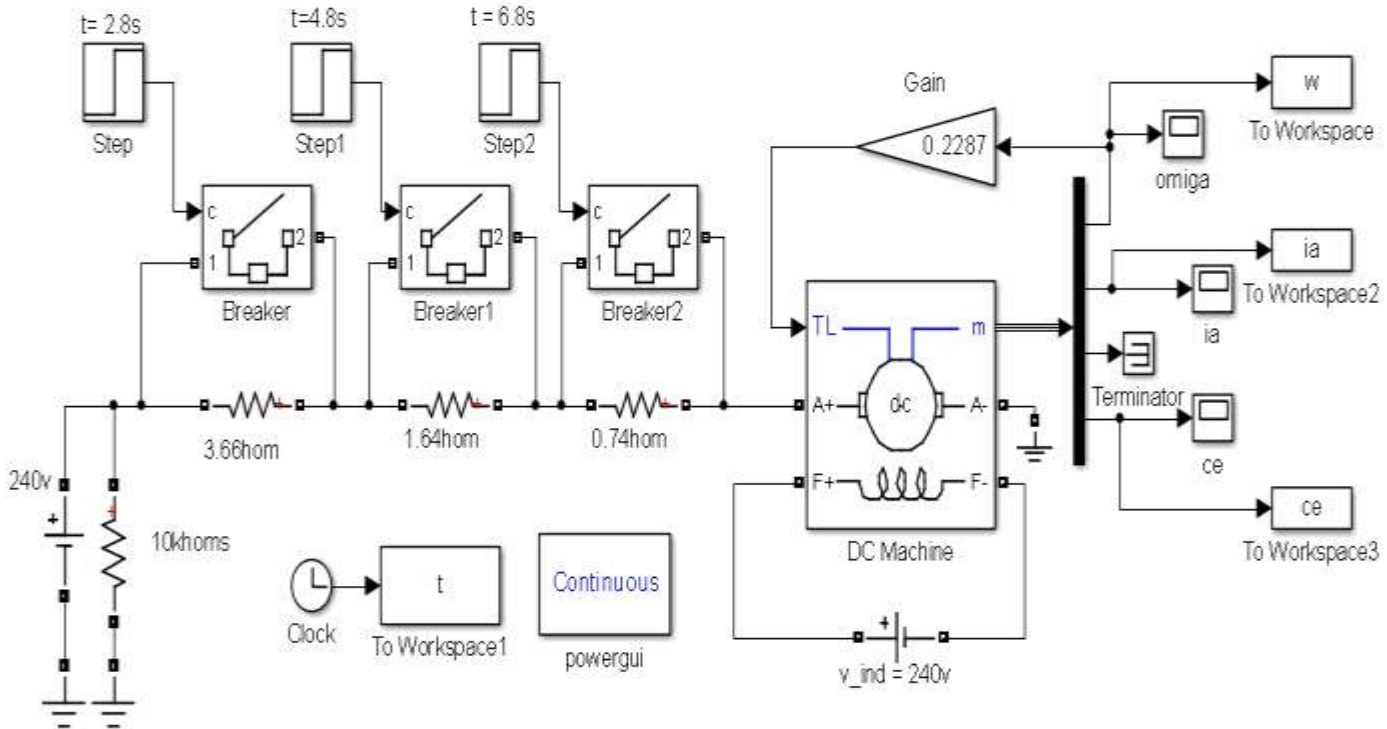 t= 2.8s
t=4.8s
t = 6.8s
Step
Step1
Step2
Gain
0.2287
w
To Workspace
omiga
c
1
2
Breaker
c
1
2
Breaker1
c
1
2
Breaker2
ia
To Workspace2
ia
TL
m
A+
dc
A-
F+
F-
DC Machine
Terminator
ce
ce
To Workspace3
3.66hom
1.64hom
0.74hom
240v
+
10khoms
Clock
t
To Workspace1
Continuous
powergui
+
v_ind = 240v